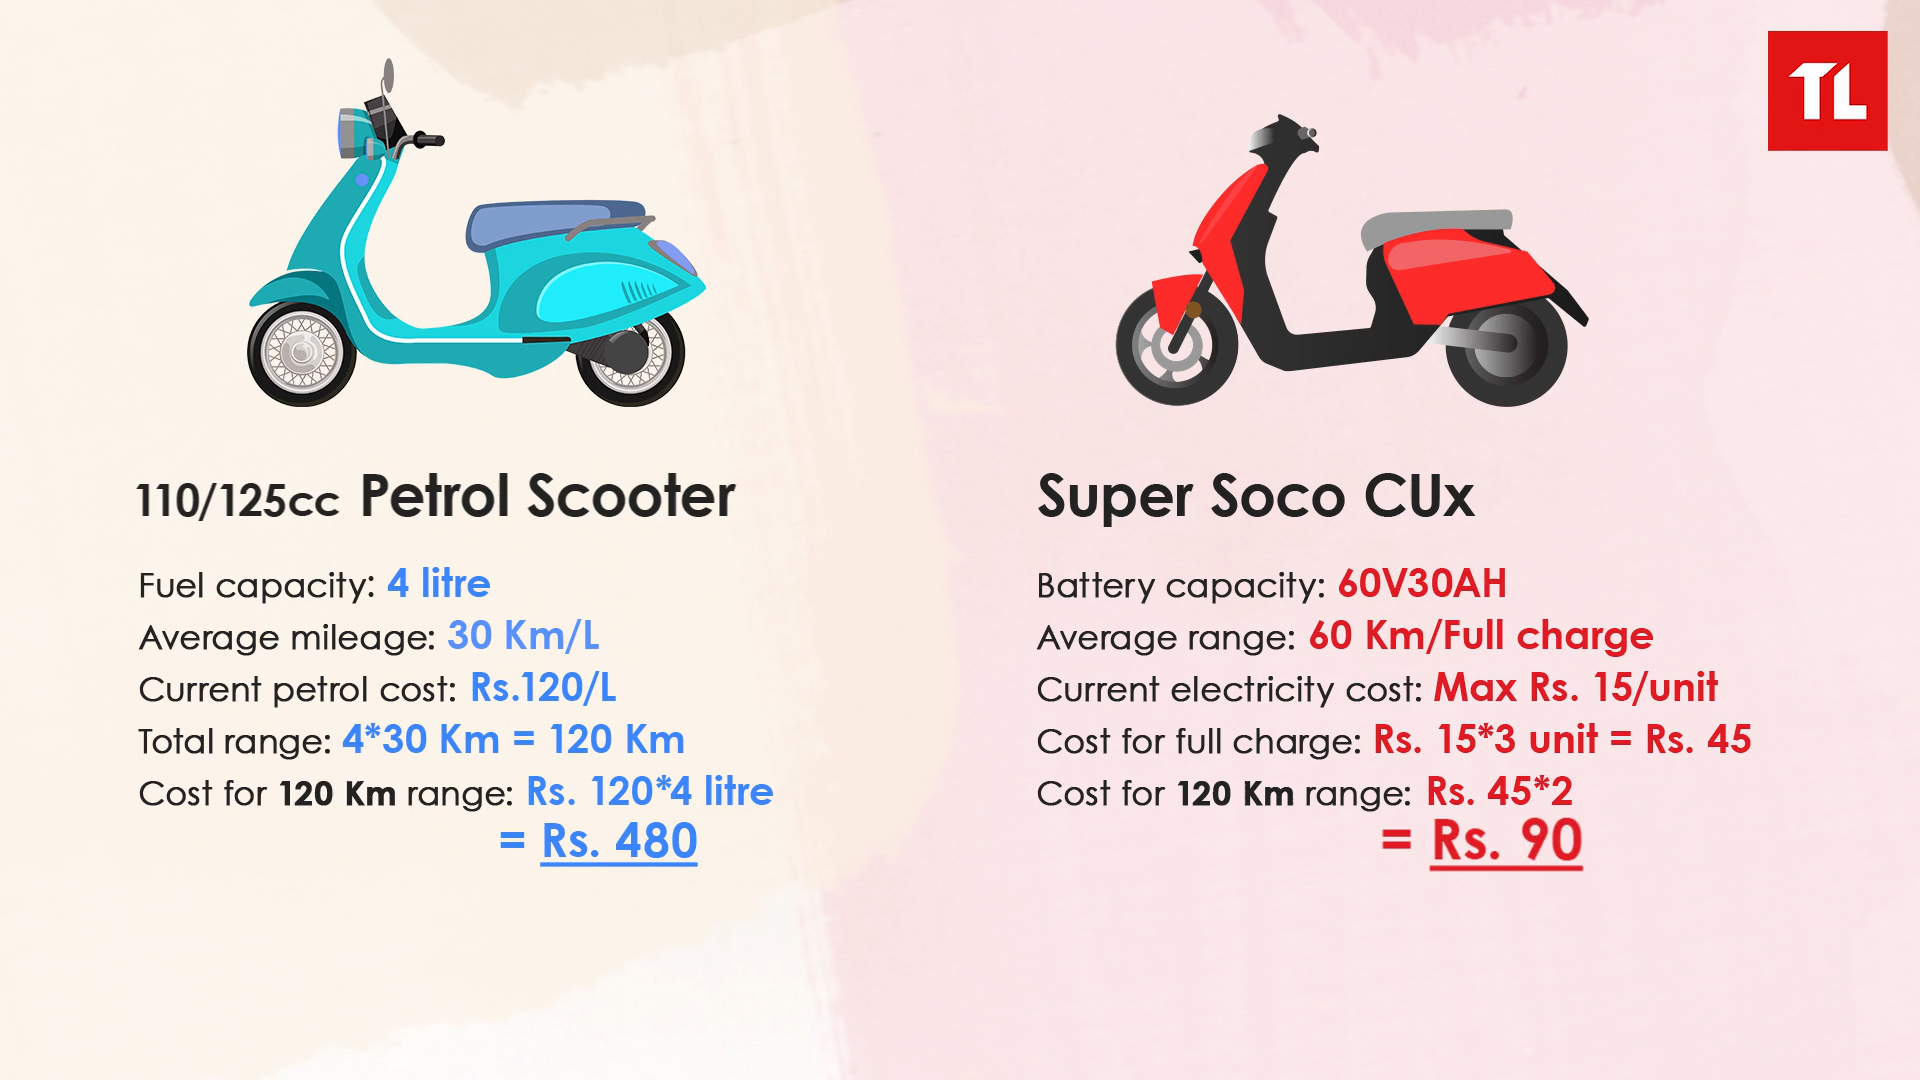 TL
110/125cc Petrol Scooter
Fuel capacity: 4 litre
Average mileage: 30 Km/L
Current petrol cost: Rs.120/L
Total range: 4*30 Km = 120 Km
Cost for 120 Km range: Rs. 120*4 litre
= Rs. 480
Super Soco CUx
Battery capacity: 60V30AH
Average range: 60 Km/Full charge
Current electricity cost: Max Rs. 15/unit
Cost for full charge: Rs. 15*3 unit = Rs. 45
Cost for 120 Km range: Rs. 45*2
= Rs. 90